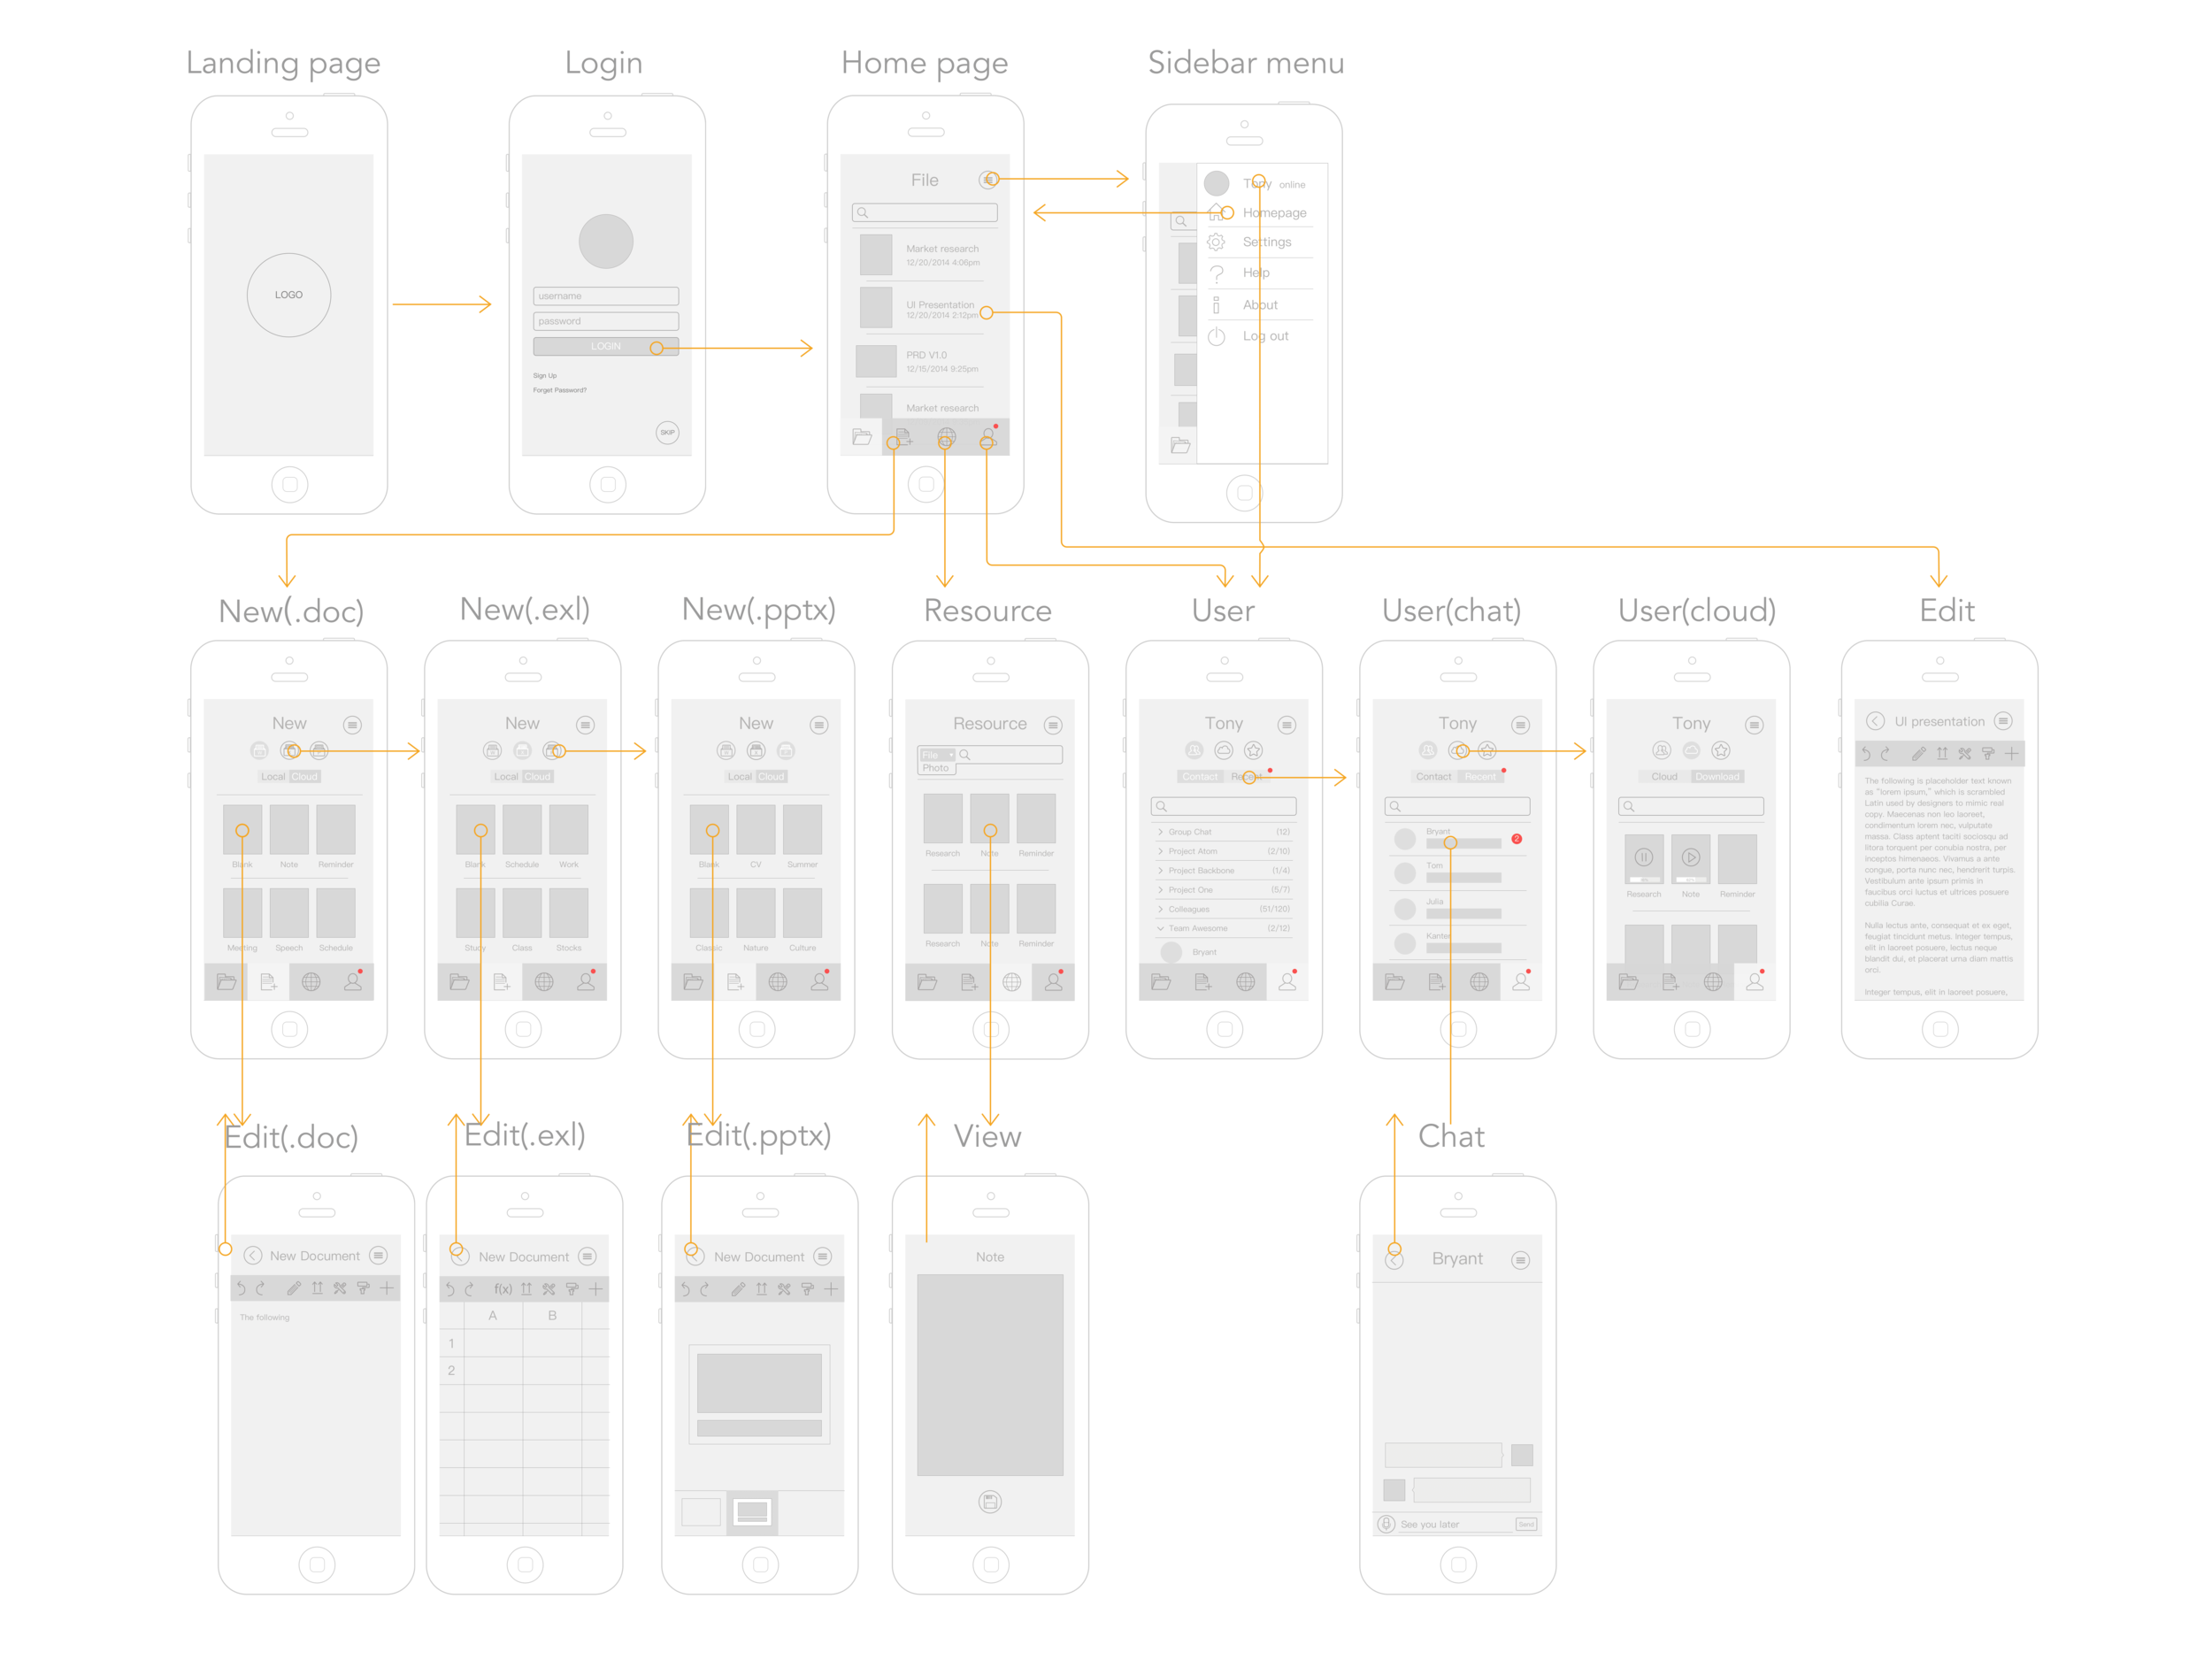 Landing page
Login
Home page
Sidebar menu
LOGO
username
password
LOGIN
Sign Up
Forget Password?
SKIP
File
Market research
12/20/2014 4:06pm
UI Presentation
12/20/2014 2:12pm
PRD V1.0
12/15/2014 9:25pm
Market research
Tony online
Homepage
Settings
Help
About
Log out
New(.doc)
New(.exl)
New(.pptx)
Resource
User
User(chat)
User(cloud)
Edit
New
Local Cloud
Blank Note Reminder
Meeting Speech Schedule
New
Local Cloud
Blank Schedule Work
Study Class Stocks
New
Local Cloud
Blank CV Summer
Classic Nature Culture
Resource
File
Photo
Research Note Reminder
Research Note Reminder
Tony
Contact Recent
Group Chat (12)
Project Atom (2/10)
Project Backbone (1/4)
Project One (5/7)
Colleagues (51/120)
Team Awesome (2/12)
Bryant
Tony
Contact Recent
Bryant
2
Tom
Julia
Kanter
Tony
Cloud Download
Research Note Reminder
UI presentation
The following is placeholder text known
as "lorem ipsum," which is scrambled
Latin used by designers to mimic real
copy. Maecenas non leo laoreet,
condimentum lorem nec, vulputate
massa. Class aptent taciti sociosqu ad
litora torquent per conubia nostra, per
inceptos himenaeos. Vivamus a ante
congue, porta nunc nec, hendrerit turpis.
Vestibulum ante ipsum primis in
faucibus orci luctus et ultrices posuere
cubilia Curae.
Nulla lectus ante, consequat et ex eget,
feugiat tincidunt metus. Integer tempus,
elit in laoreet posuere, lectus neque
blandit dui, et placerat urna diam mattis
orci.
Integer tempus, elit in laoreet posuere,
Edit(.doc)
Edit(.exl)
Edit(.pptx)
View
Chat
New Document
The following
New Document
f(x)
A B
1
2
New Document
Note
Bryant
See you later
Send